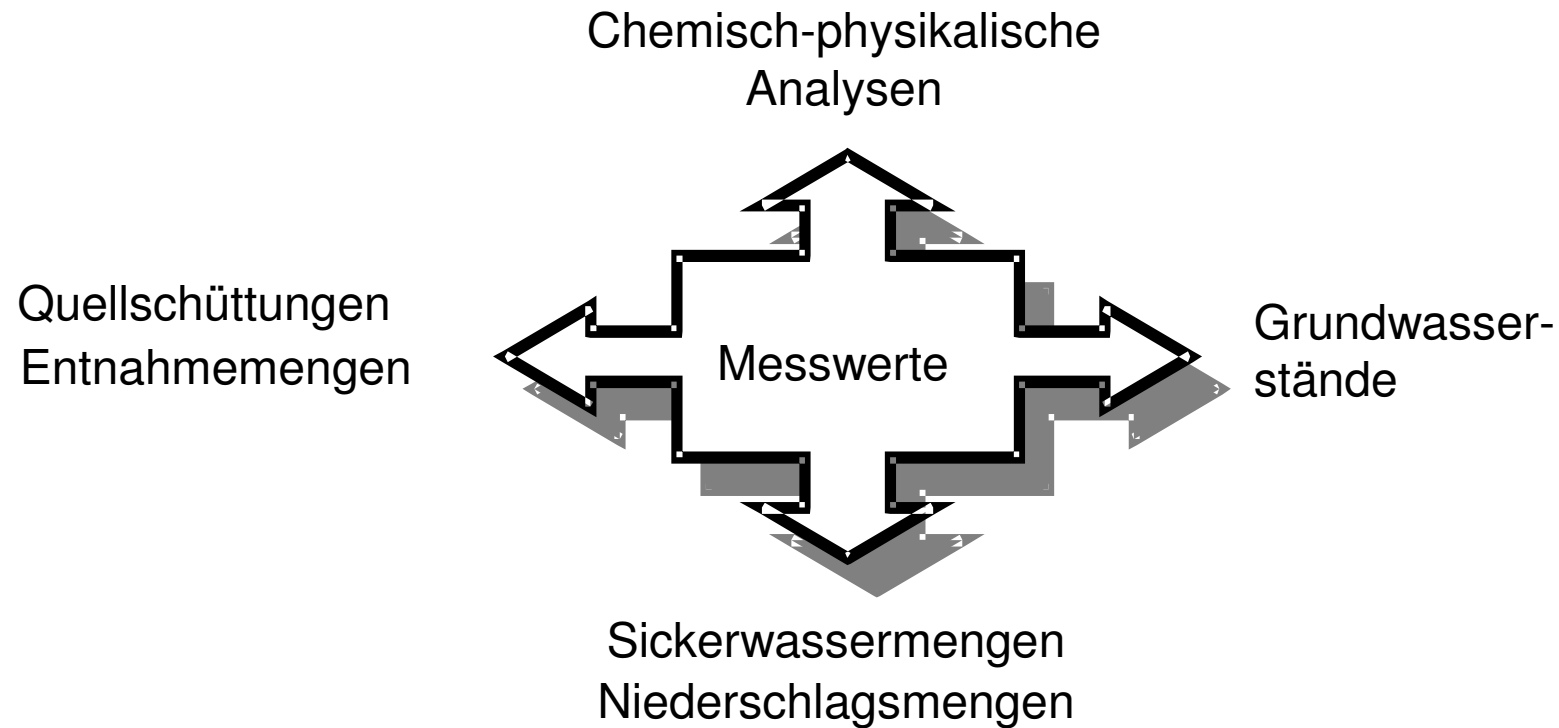 Chemisch-physikalische
Analysen
Quellschüttungen
Entnahmemengen
Messwerte
Grundwasser-
stände
Sickerwassermengen
Niederschlagsmengen